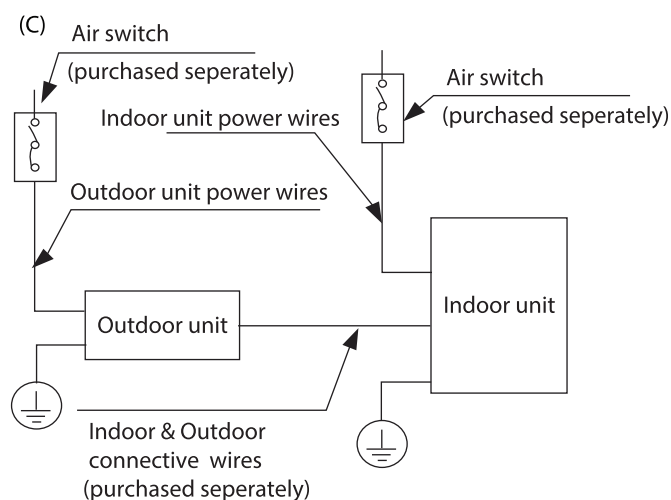 (C)
Air switch
(purchased seperately)
Air switch
(purchased seperately)
Indoor unit power wires
Outdoor unit power wires
Outdoor unit
Indoor unit
Indoor & Outdoor
connective wires
(purchased seperately)